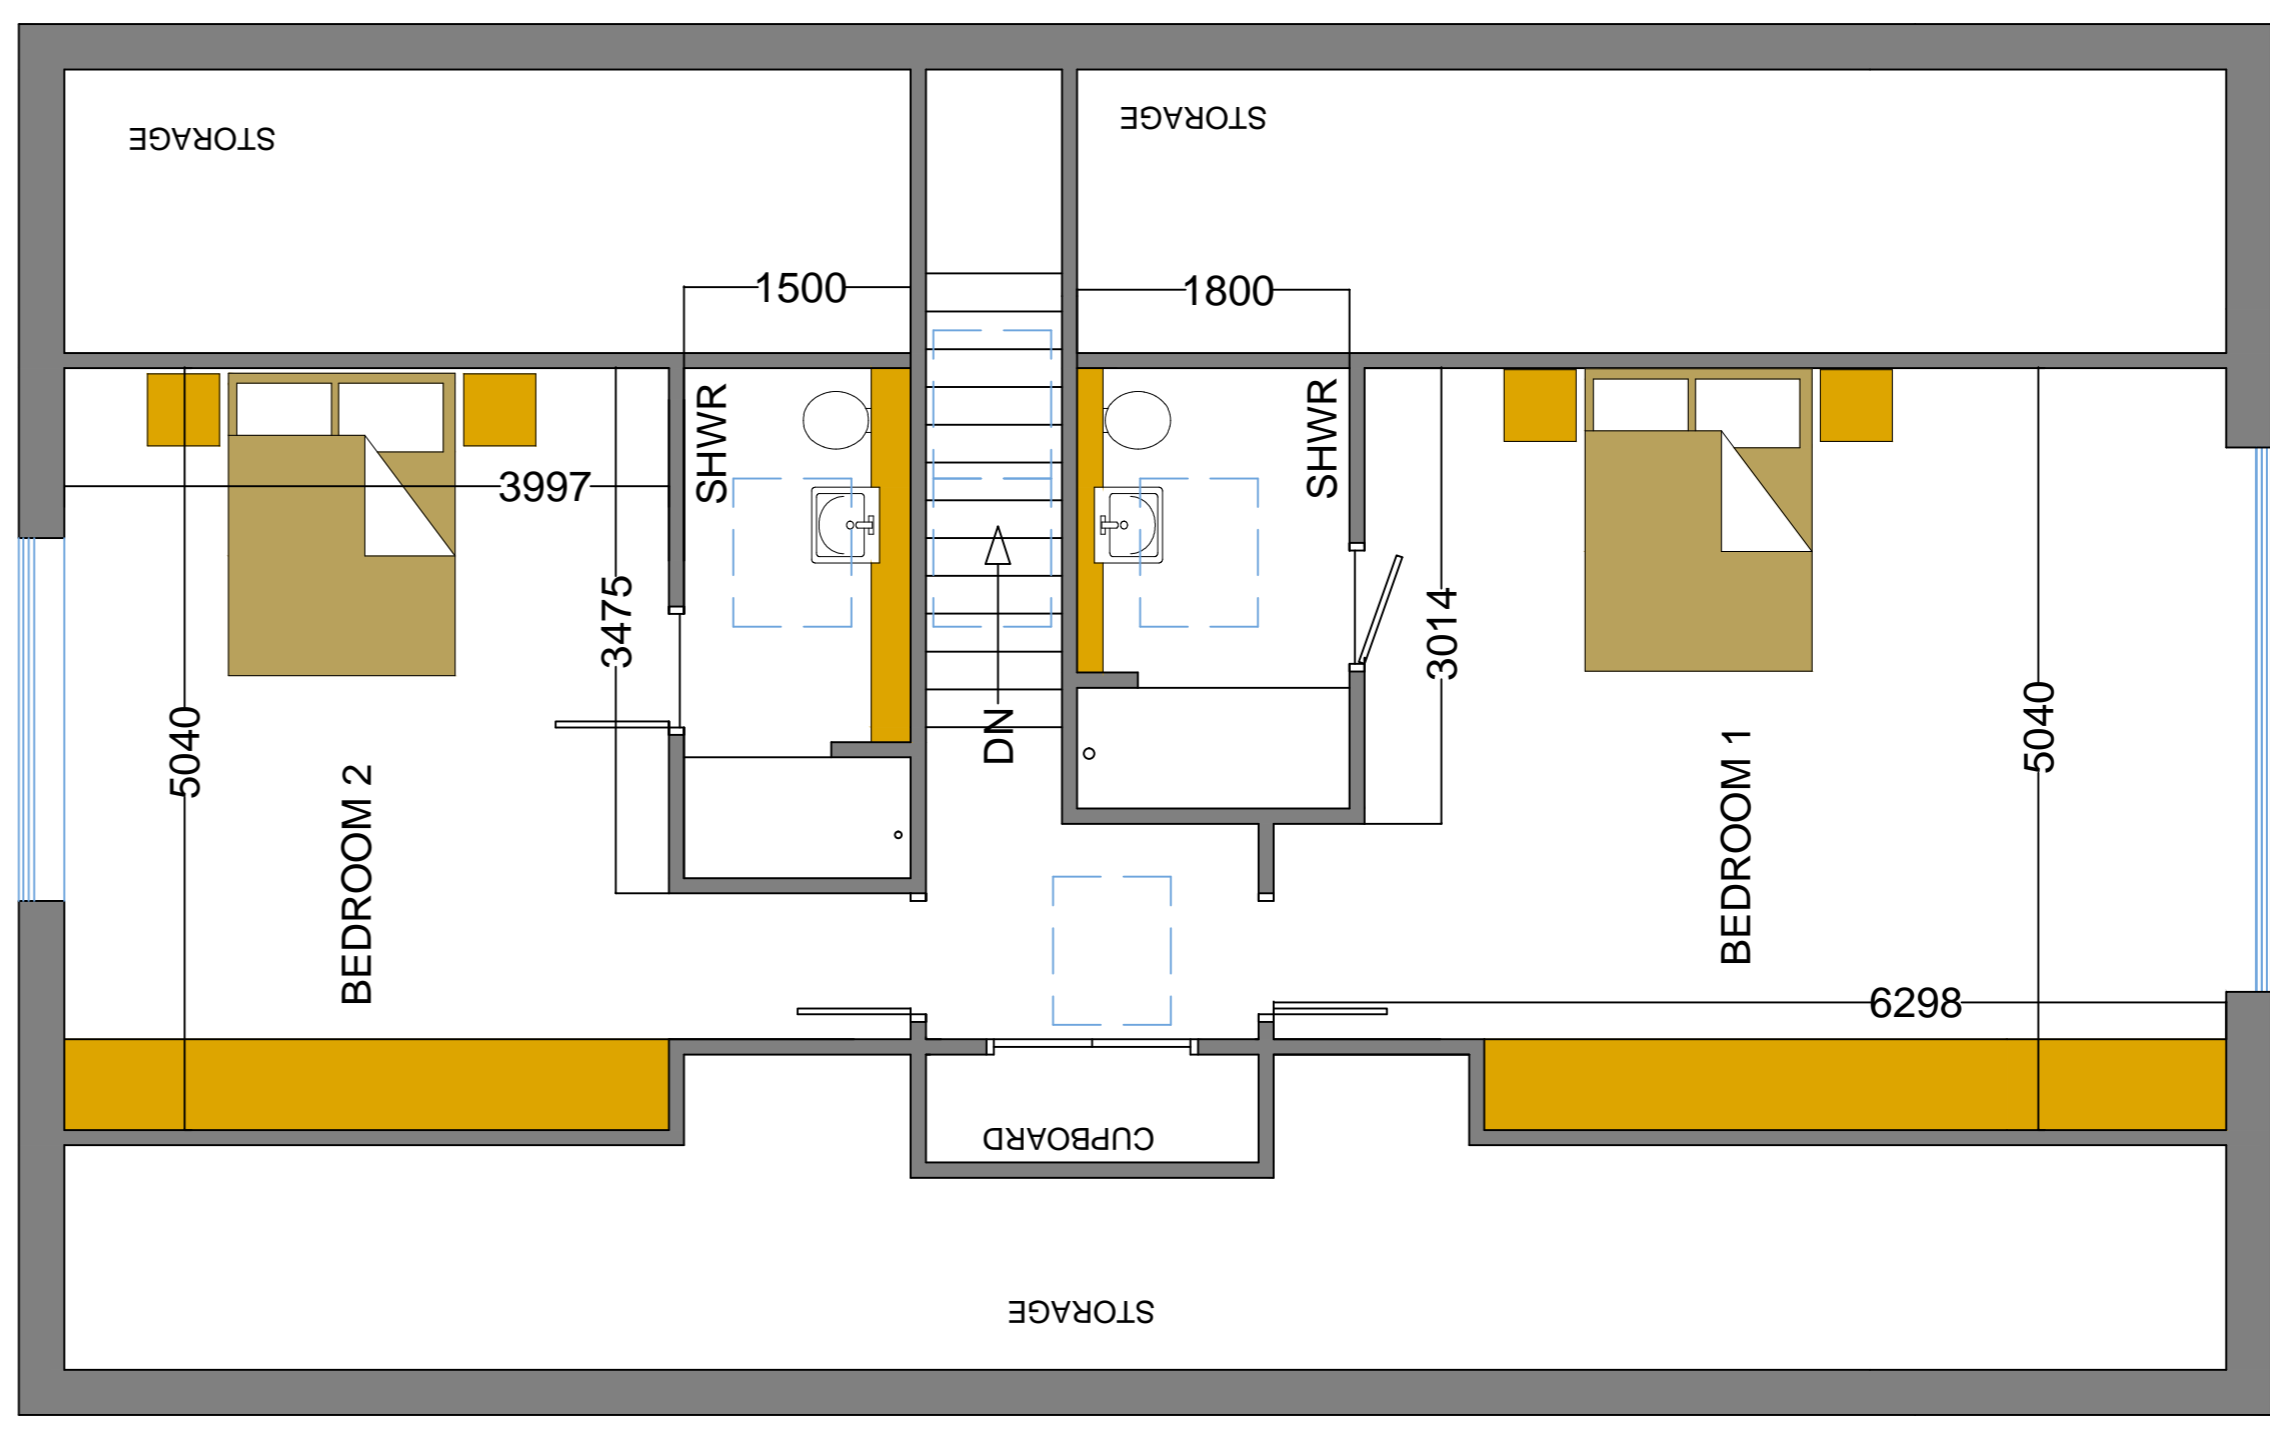 STORAGE
STORAGE
1500
1800
SHWR
SHWR
3997
3475
3014
5040
5040
DN
BEDROOM 2
BEDROOM 1
6298
CUPBOARD
STORAGE